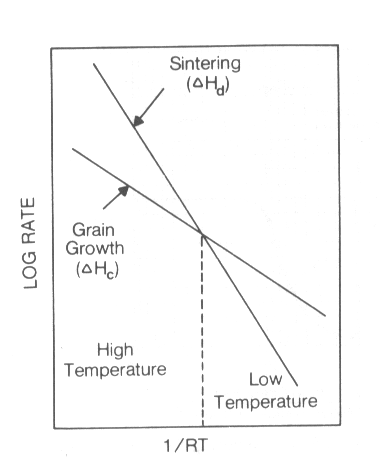 Sintering
(ΔHd)
Grain
Growth
(ΔHc)
LOG RATE
High
Temperature
Low
Temperature
1/RT